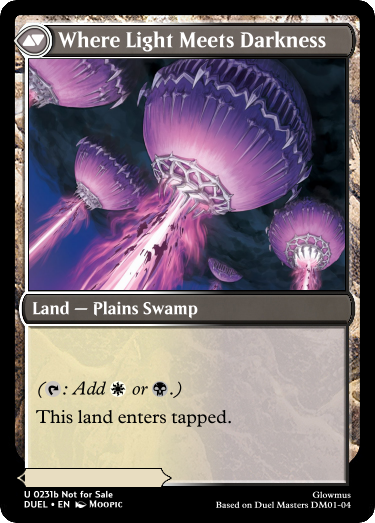 Where Light Meets Darkness
Land — Plains Swamp
(: Add or .)
This land enters tapped.
U 0231b Not for Sale
DUEL • EN Moopic
Glowmus
Based on Duel Masters DM01-04